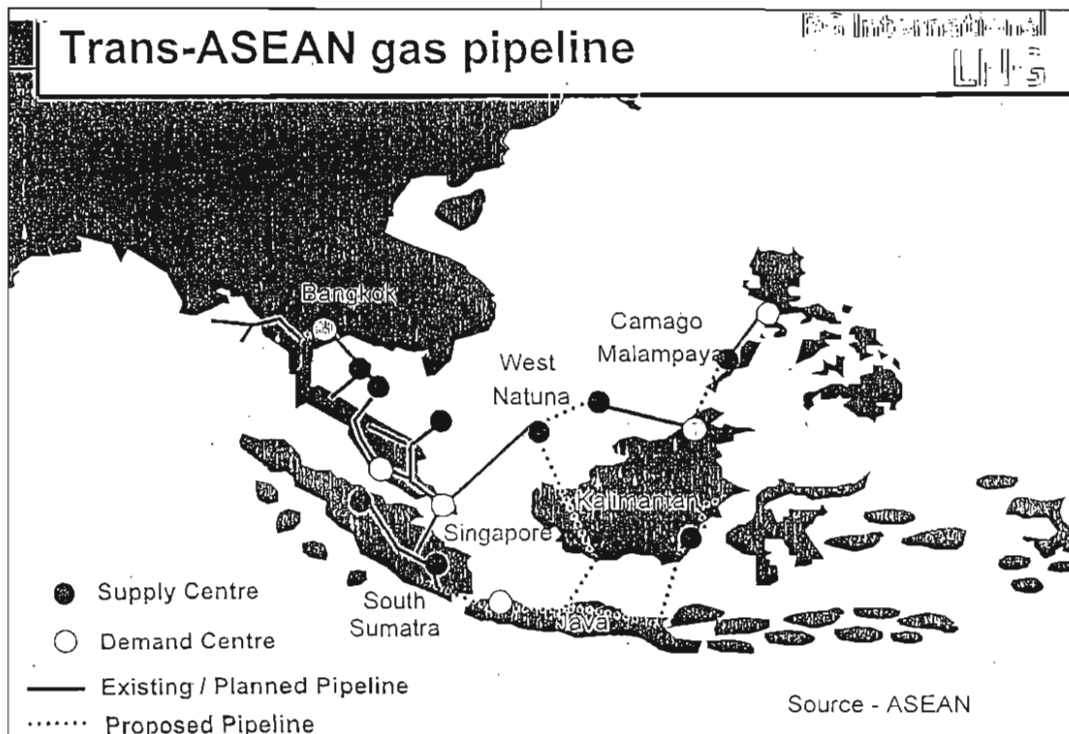 Trans-ASEAN gas pipeline
Bangkok
Camago
Malampaya
West
Natuna
Kalimantan
Singapore
South
Sumatra
Java
Supply Centre
Demand Centre
Existing / Planned Pipeline
Proposed Pipeline
Source - ASEAN